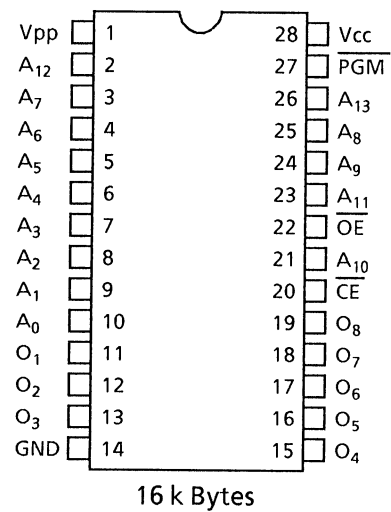 Vpp 1 28 Vcc
A12 2 27 PGM
A7 3 26 A13
A6 4 25 A8
A5 5 24 A9
A4 6 23 A11
A3 7 22 OE
A2 8 21 A10
A1 9 20 CE
A0 10 19 O8
O1 11 18 O7
O2 12 17 O6
O3 13 16 O5
GND 14 15 O4
16 k Bytes